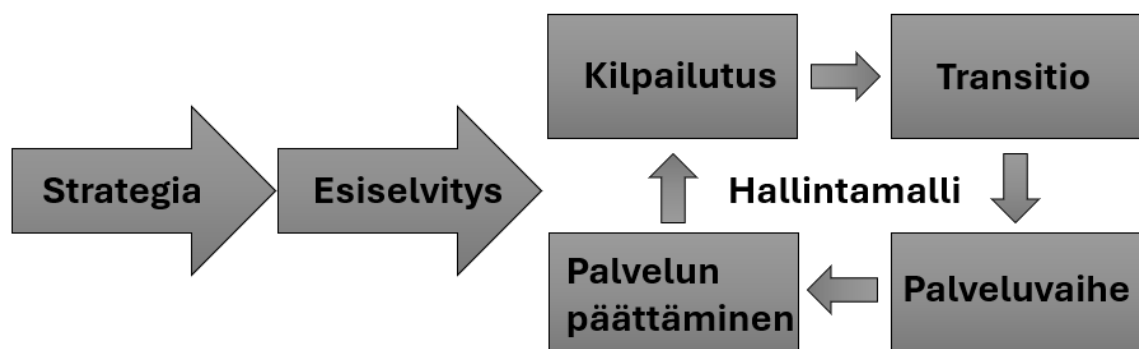 Kilpailutus
Transitio
Strategia
Esiselvitys
Hallintamalli
Palvelun
päättäminen
Palveluvaihe